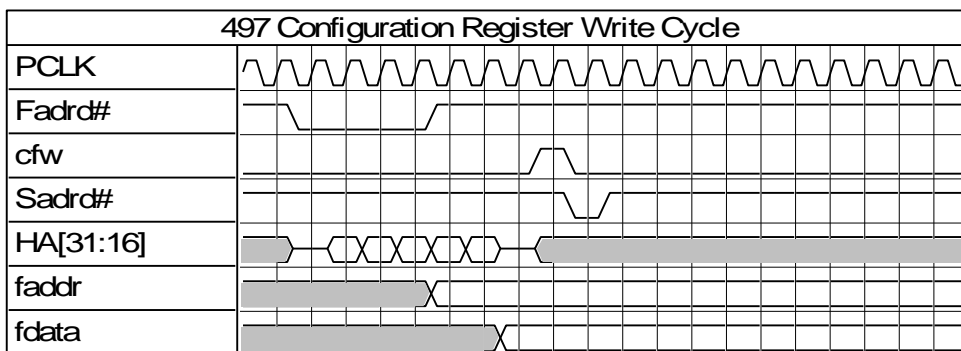 497 Configuration Register Write Cycle
PCLK
Fadrd#
cfw
Sadrd#
HA[31:16]
faddr
fdata